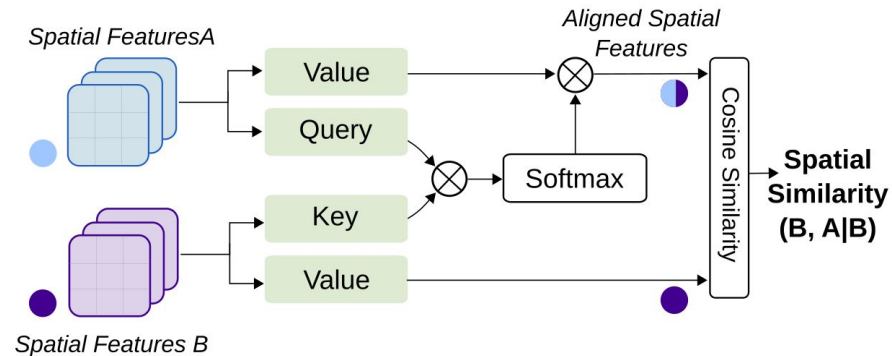 Spatial FeaturesA
Value
Query
Key
Value
Spatial Features B
Softmax
Aligned Spatial
Features
Cosine Similarity
Spatial
Similarity
(B, A|B)